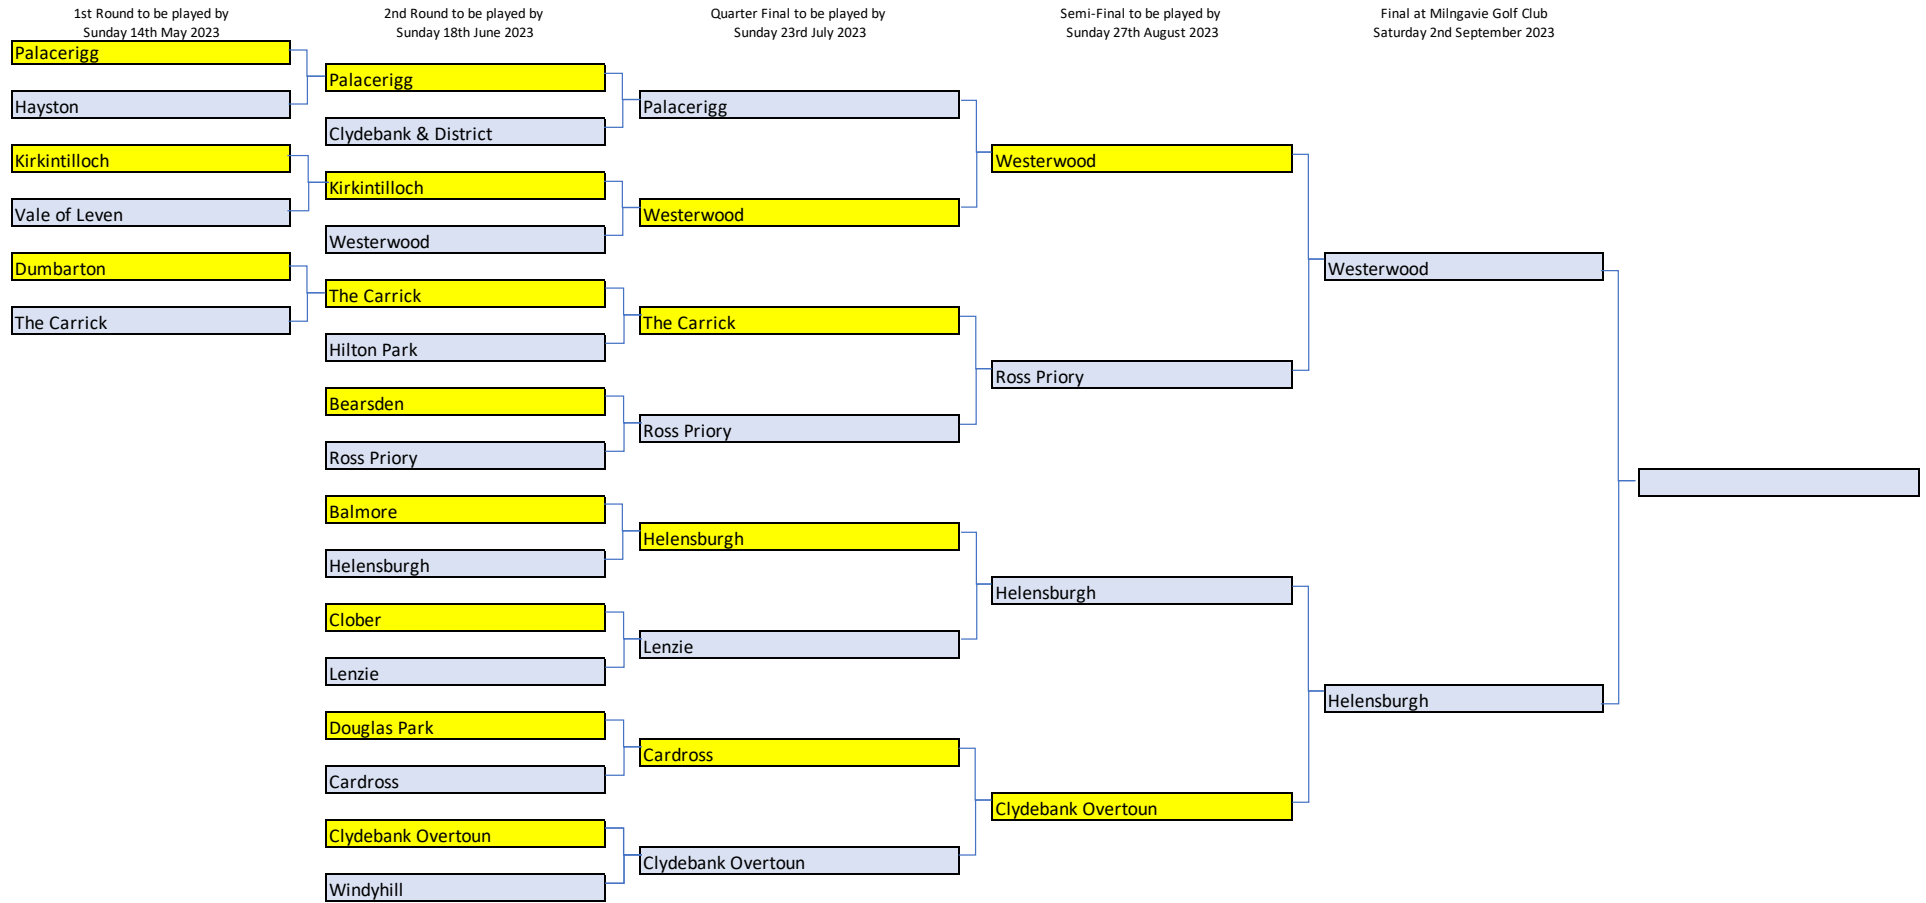 1st Round to be played by
Sunday 14th May 2023
2nd Round to be played by
Sunday 18th June 2023
Quarter Final to be played by
Sunday 23rd July 2023
Semi-Final to be played by
Sunday 27th August 2023
Final at Milngavie Golf Club
Saturday 2nd September 2023
Palacerigg
Hayston
Kirkintilloch
Vale of Leven
Dumbarton
The Carrick
Palacerigg
Clydebank & District
Kirkintilloch
Westerwood
The Carrick
Hilton Park
Bearsden
Ross Priory
Balmore
Helensburgh
Clober
Lenzie
Douglas Park
Cardross
Clydebank Overtoun
Windyhill
Palacerigg
Westerwood
The Carrick
Ross Priory
Helensburgh
Lenzie
Cardross
Clydebank Overtoun
Westerwood
Ross Priory
Helensburgh
Clydebank Overtoun
Westerwood
Helensburgh